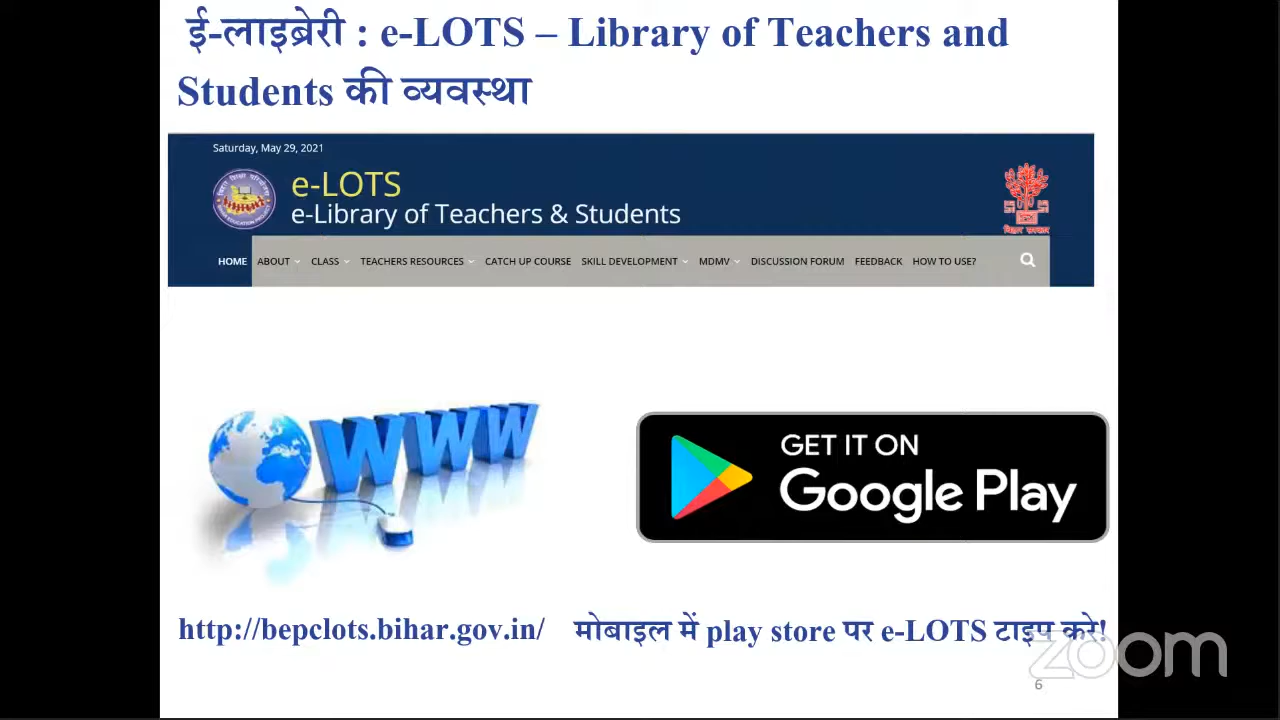 ई-लाइब्रेरी : e-LOTS – Library of Teachers and
Students की व्यवस्था
Saturday, May 29, 2021
e-LOTS
e-Library of Teachers & Students
बिहार सरकार
HOME ABOUT CLASS TEACHERS RESOURCES CATCH UP COURSE SKILL DEVELOPMENT MDMV DISCUSSION FORUM FEEDBACK HOW TO USE?
WWW
GET IT ON
Google Play
http://bepclots.bihar.gov.in/
मोबाइल में play store पर e-LOTS टाइप करे!
zoom
6